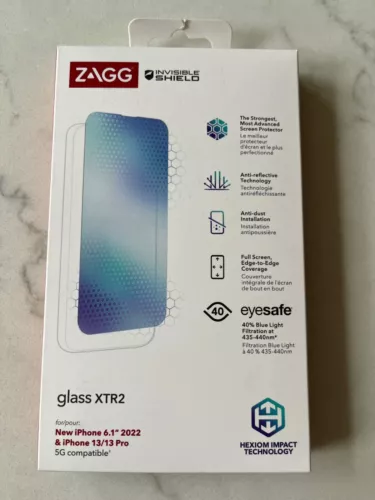 ZAGG
INVISIBLE
SHIELD
The Strongest,
Most Advanced
Screen Protector
Le meilleur
protecteur
d'écran et le plus
perfectionné
Anti-reflective
Technology
Technologie
antiréfléchissante
Anti-dust
Installation
Installation
antipoussière
Full Screen,
Edge-to-Edge
Coverage
Couverture
intégrale de l'écran
de bout en bout
40
eyesafe®
40% Blue Light
Filtration at
435-440nm*
Filtration Blue Light
à 40 % 435-440nm
glass XTR2
for/pour:
New iPhone 6.1" 2022
& iPhone 13/13 Pro
5G compatible†
HEXIOM IMPACT
TECHNOLOGY